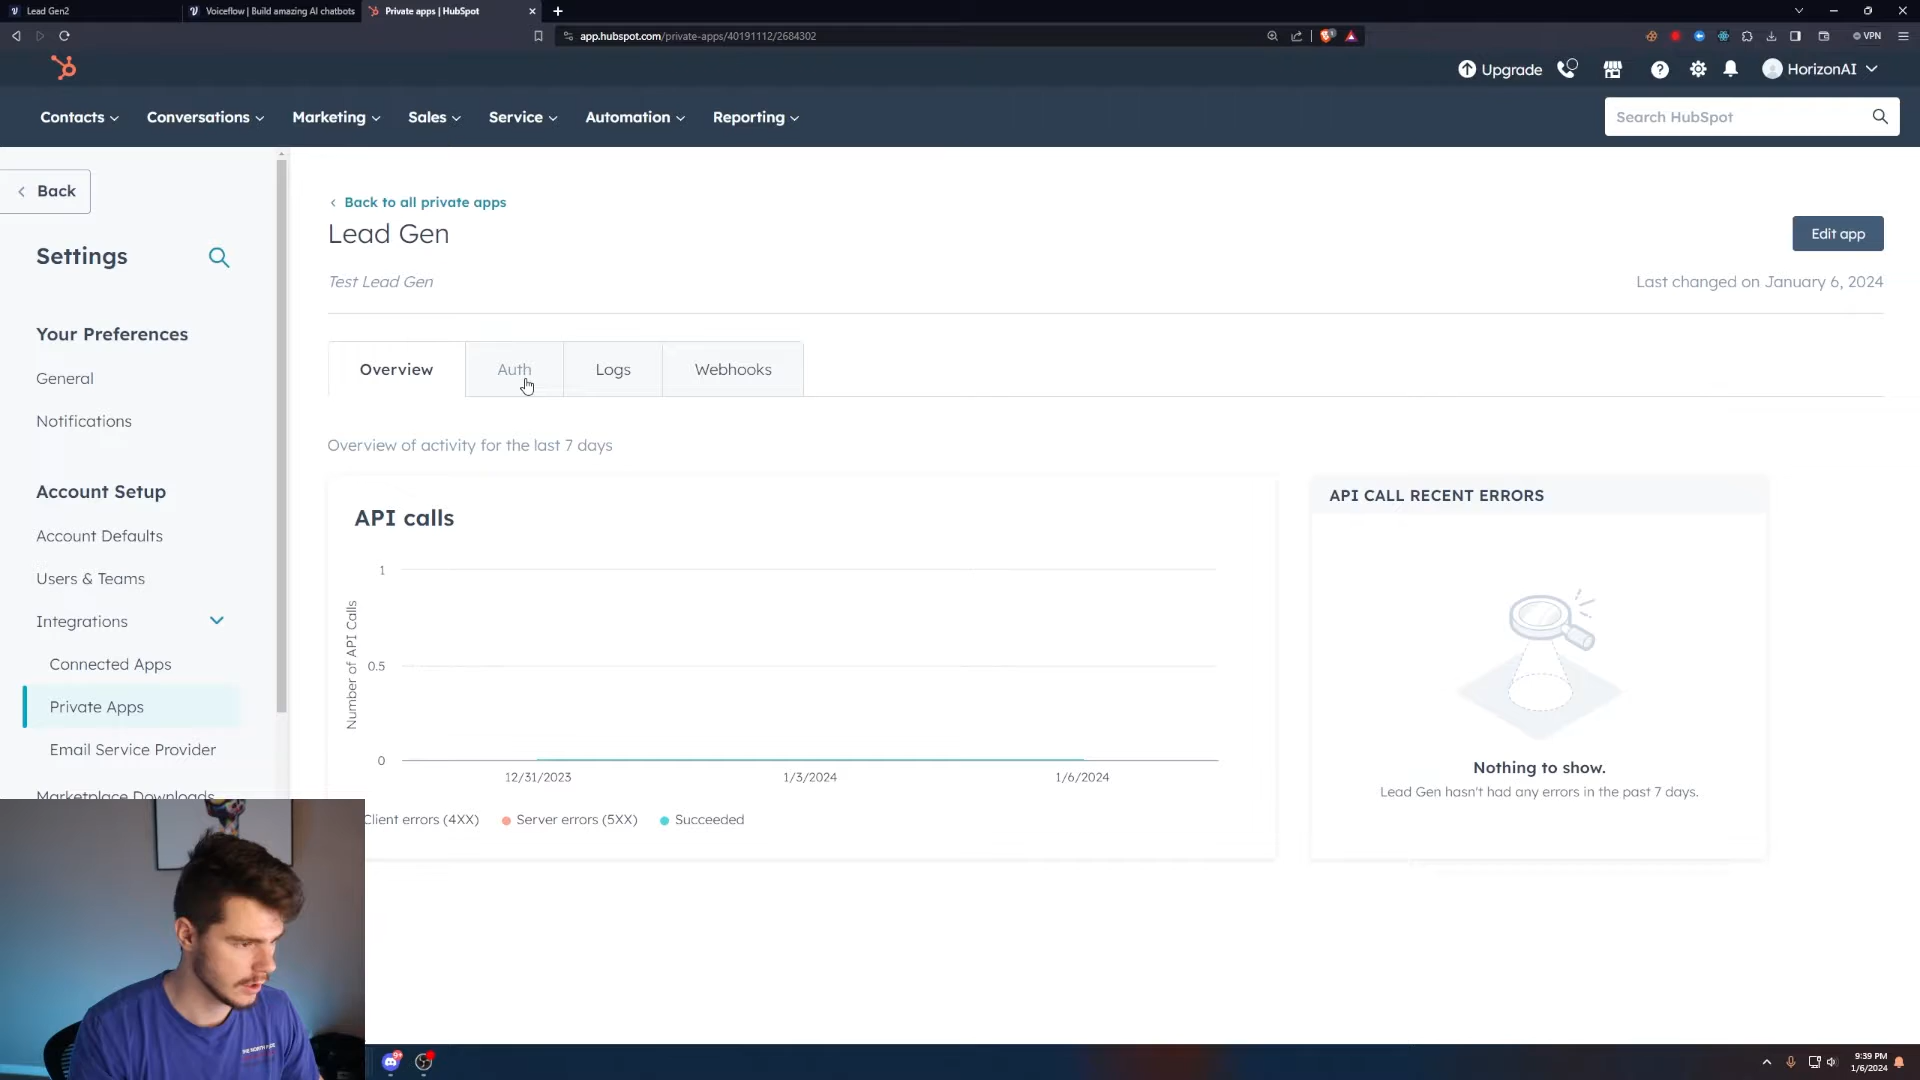 Lead Gen2
Voiceflow | Build amazing AI chatbots
Private apps | HubSpot
app.hubspot.com/private-apps/40191112/2684302
VPN
Upgrade
HorizonAI
Contacts
Conversations
Marketing
Sales
Service
Automation
Reporting
Search HubSpot
Back
Settings
Your Preferences
General
Notifications
Account Setup
Account Defaults
Users & Teams
Integrations
Connected Apps
Private Apps
Email Service Provider
Marketplace Downloads
Back to all private apps
Lead Gen
Edit app
Test Lead Gen
Last changed on January 6, 2024
Overview
Auth
Logs
Webhooks
Overview of activity for the last 7 days
API calls
Number of API Calls
1
0.5
0
12/31/2023
1/3/2024
1/6/2024
Client errors (4XX)
Server errors (5XX)
Succeeded
API CALL RECENT ERRORS
Nothing to show.
Lead Gen hasn't had any errors in the past 7 days.
9:39 PM
1/6/2024